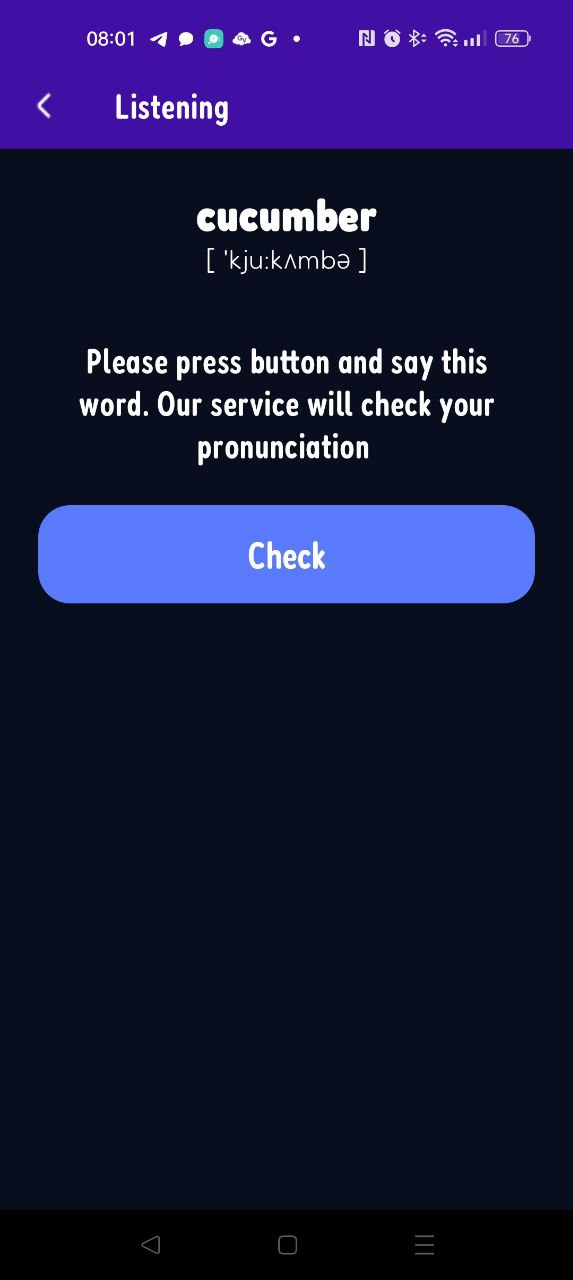 08:01
76
Listening
cucumber
[ 'kju:kʌmbə ]
Please press button and say this
word. Our service will check your
pronunciation
Check